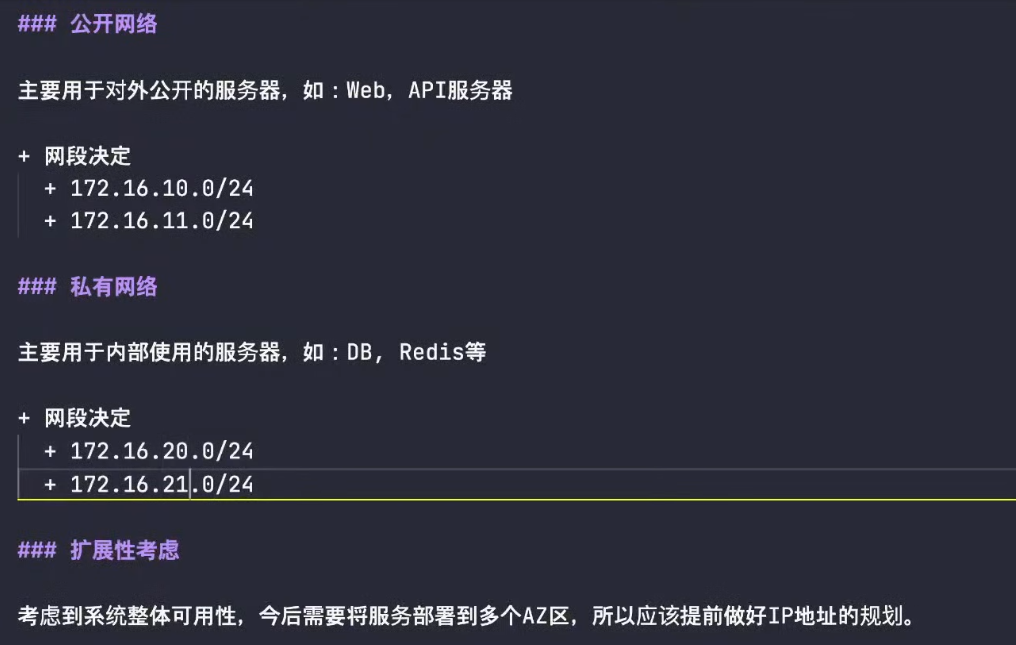 ### 公开网络
主要用于对外公开的服务器，如：Web，API服务器
+ 网段决定
+ 172.16.10.0/24
+ 172.16.11.0/24
### 私有网络
主要用于内部使用的服务器，如：DB, Redis等
+ 网段决定
+ 172.16.20.0/24
+ 172.16.21.0/24
### 扩展性考虑
考虑到系统整体可用性，今后需要将服务部署到多个AZ区，所以应该提前做好IP地址的规划。